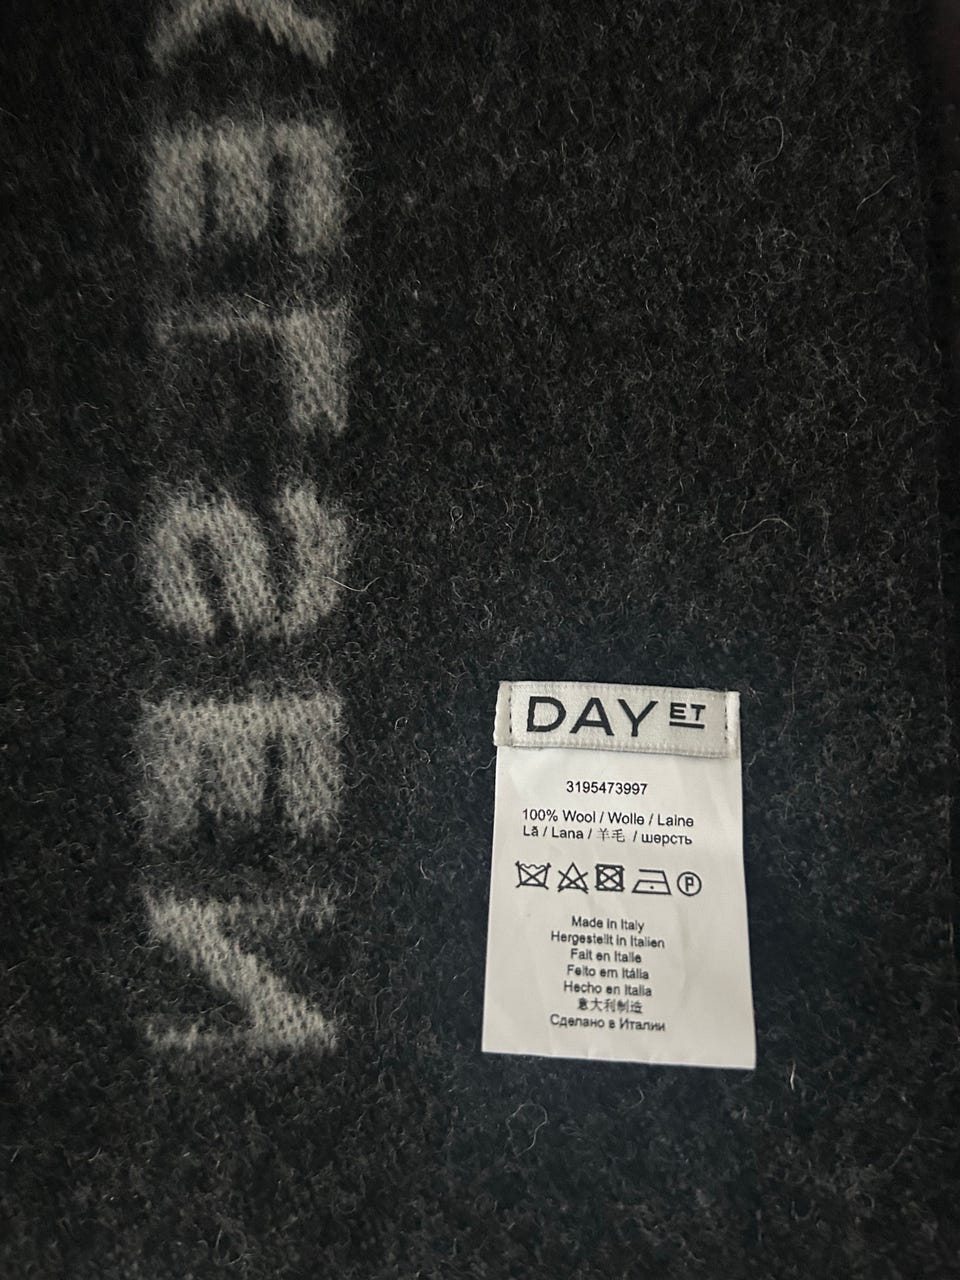 ELSEN
DAY ET
3195473997
100% Wool / Wolle / Laine
Lã / Lana / 羊毛 / шерсть
P
Made in Italy
Hergestellt in Italien
Fait en Italie
Feito em Itália
Hecho en Italia
意大利制造
Сделано в Италии